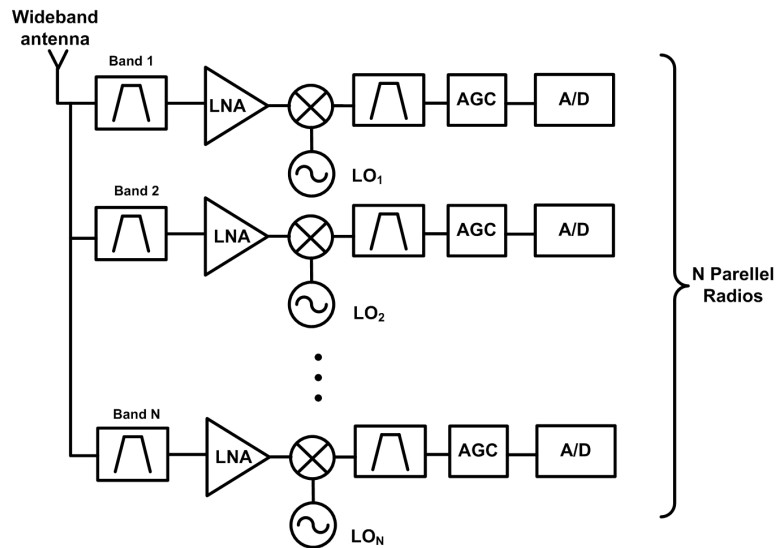 Wideband
antenna
Band 1
LNA
AGC
A/D
LO1
Band 2
LNA
AGC
A/D
LO2
N Parellel
Radios
Band N
LNA
AGC
A/D
LON